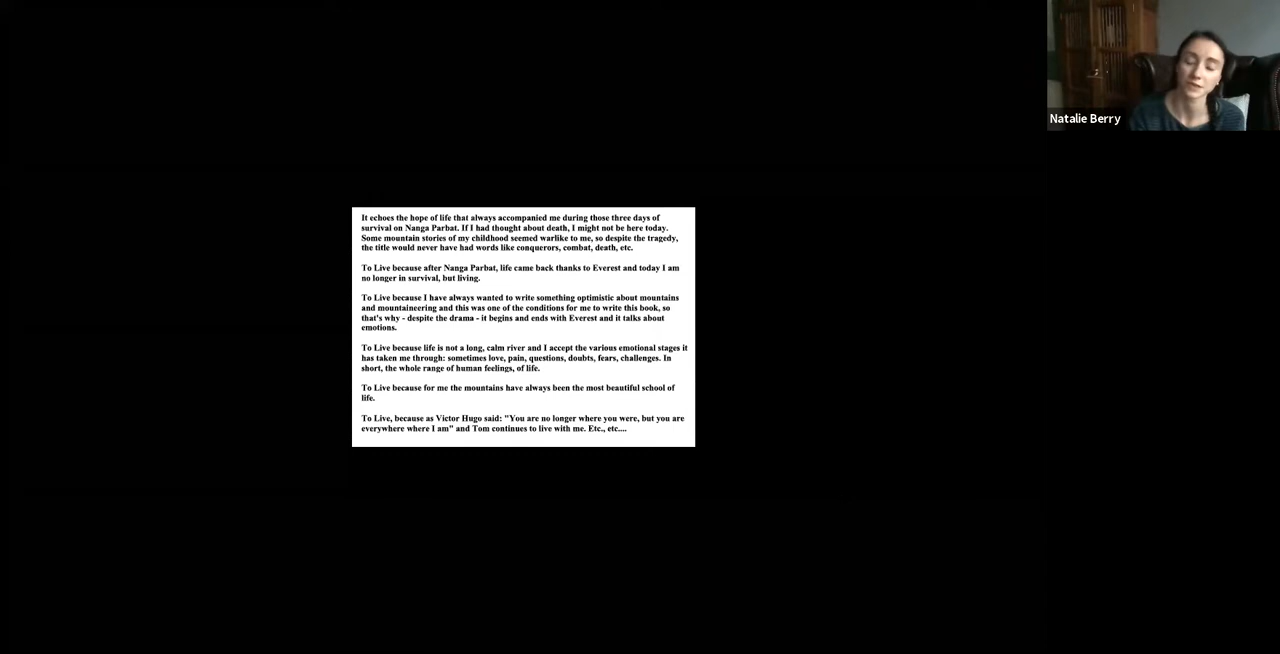 Natalie Berry
It echoes the hope of life that always accompanied me during those three days of
survival on Nanga Parbat. If I had thought about death, I might not be here today.
Some mountain stories of my childhood seemed warlike to me, so despite the tragedy,
the title would never have had words like conquerors, combat, death, etc.
To Live because after Nanga Parbat, life came back thanks to Everest and today I am
no longer in survival, but living.
To Live because I have always wanted to write something optimistic about mountains
and mountaineering and this was one of the conditions for me to write this book, so
that's why - despite the drama - it begins and ends with Everest and it talks about
emotions.
To Live because life is not a long, calm river and I accept the various emotional stages it
has taken me through: sometimes love, pain, questions, doubts, fears, challenges. In
short, the whole range of human feelings, of life.
To Live because for me the mountains have always been the most beautiful school of
life.
To Live, because as Victor Hugo said: "You are no longer where you were, but you are
everywhere where I am" and Tom continues to live with me. Etc., etc....